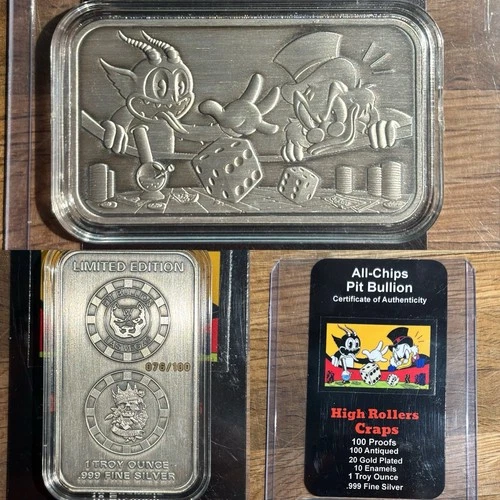 LIMITED EDITION
076/100
1 TROY OUNCE
.999 FINE SILVER
All-Chips
Pit Bullion
Certificate of Authenticity
High Rollers
Craps
100 Proofs
100 Antiqued
20 Gold Plated
10 Enamels
1 Troy Ounce
.999 Fine Silver